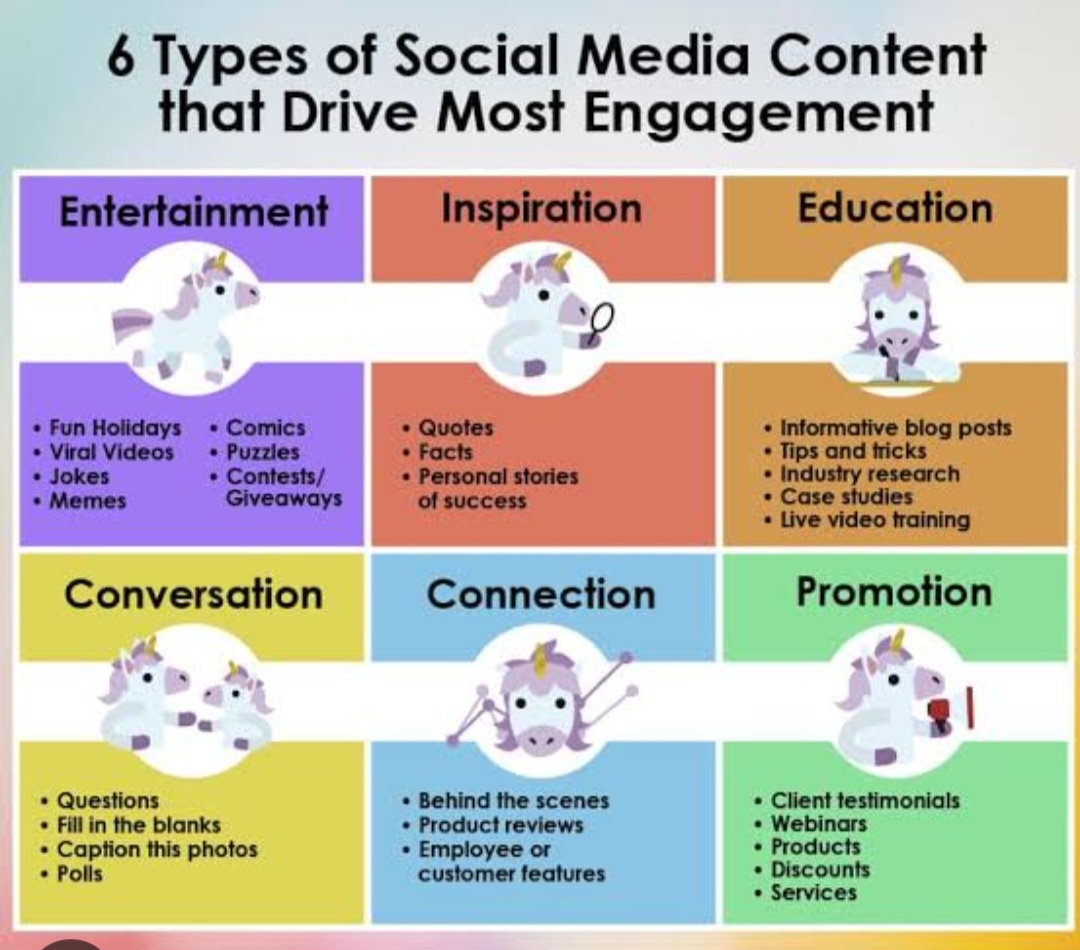 6 Types of Social Media Content
that Drive Most Engagement
Entertainment
• Fun Holidays
• Viral Videos
• Jokes
• Memes
• Comics
• Puzzles
• Contests/
Giveaways
Inspiration
• Quotes
• Facts
• Personal stories
of success
Education
• Informative blog posts
• Tips and tricks
• Industry research
• Case studies
• Live video training
Conversation
• Questions
• Fill in the blanks
• Caption this photos
• Polls
Connection
• Behind the scenes
• Product reviews
• Employee or
customer features
Promotion
• Client testimonials
• Webinars
• Products
• Discounts
• Services